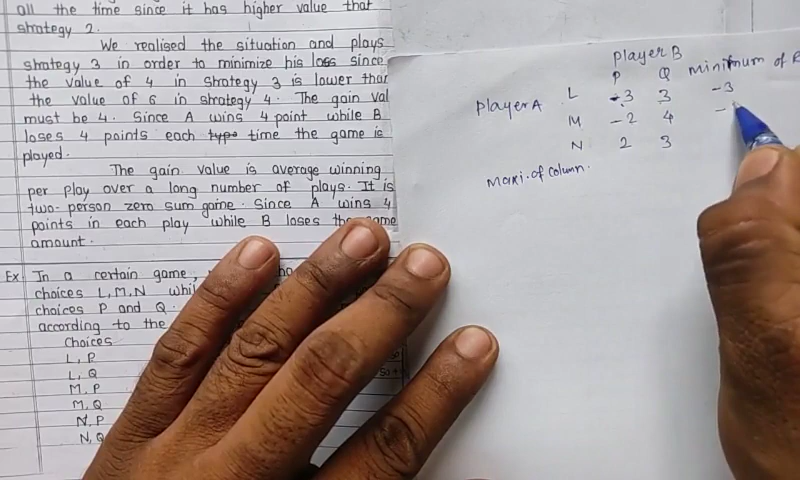 all the time since it has higher value that
strategy 2.
We realised the situation and plays
strategy 3 in order to minimize his loss since
the value of 4 in strategy 3 is lower than
the value of 6 in strategy 4. The gain val
must be 4. Since A wins 4 point while B
loses 4 points each time the game is
played.
The gain value is average winning
per play over a long number of plays. It is
two-person zero sum game. Since A wins 4
points in each play while B loses the same
amount.
Ex: In a certain game,
choices L,M,N whil
choices P and Q.
according to the
choices
L, P
L, Q
M, P
M, Q
N, P
N, Q
Player B
P Q Minimum of R
Player A L -3 3 -3
M -2 4 -
N 2 3
Maxi. of column.